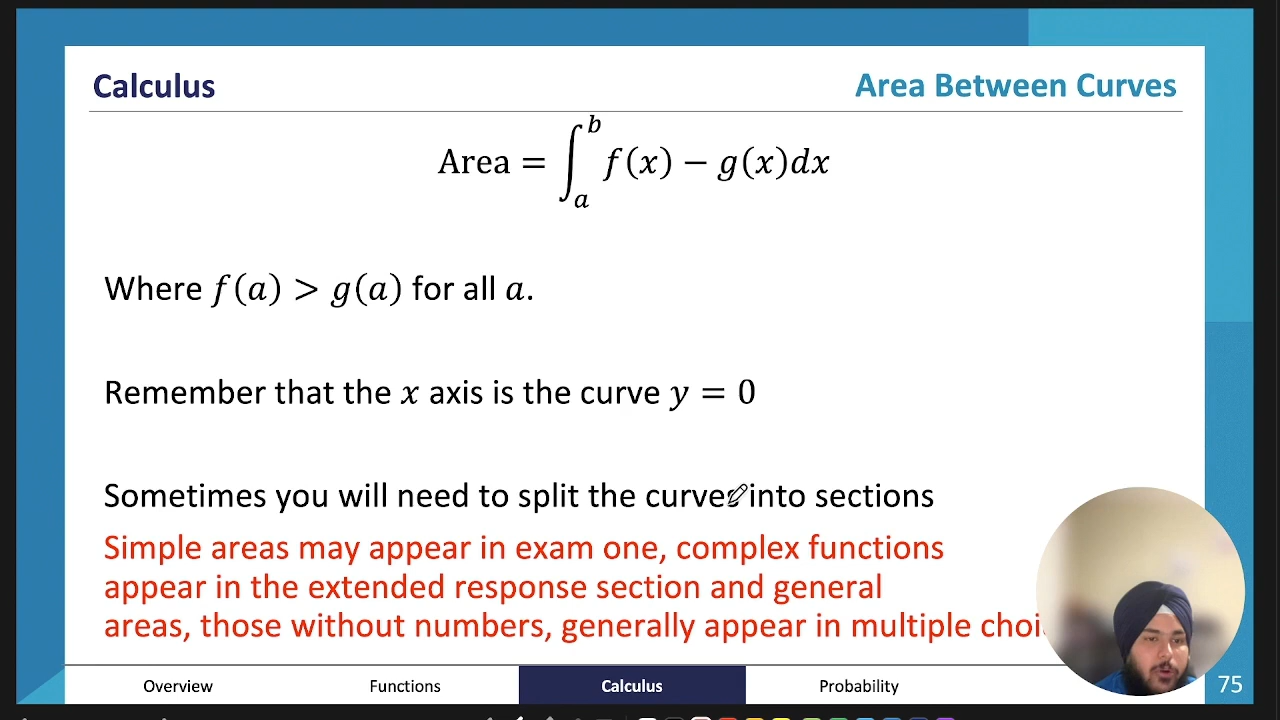 Calculus
Area Between Curves
Area = ∫_a^b f(x) − g(x)dx
Where f(a) > g(a) for all a.
Remember that the x axis is the curve y = 0
Sometimes you will need to split the curve into sections
Simple areas may appear in exam one, complex functions
appear in the extended response section and general
areas, those without numbers, generally appear in multiple choi
Overview
Functions
Calculus
Probability
75